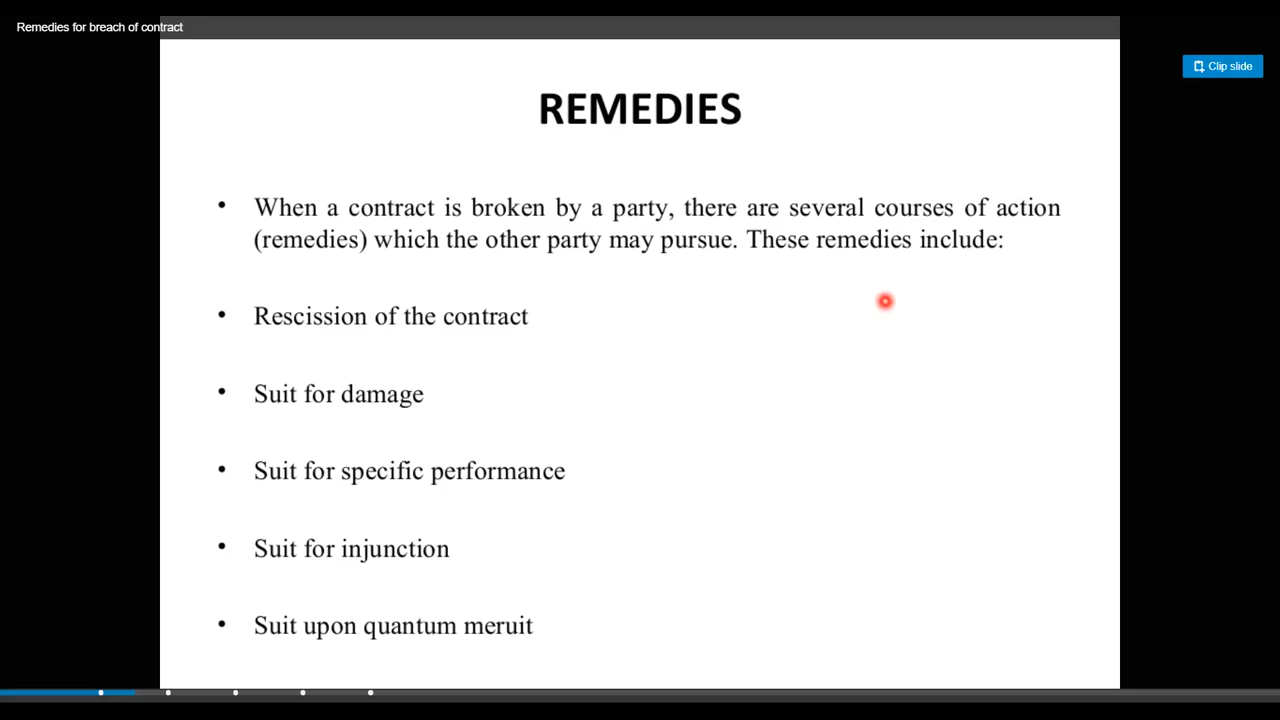 Remedies for breach of contract
Clip slide
REMEDIES
• When a contract is broken by a party, there are several courses of action
(remedies) which the other party may pursue. These remedies include:
• Rescission of the contract
• Suit for damage
• Suit for specific performance
• Suit for injunction
• Suit upon quantum meruit